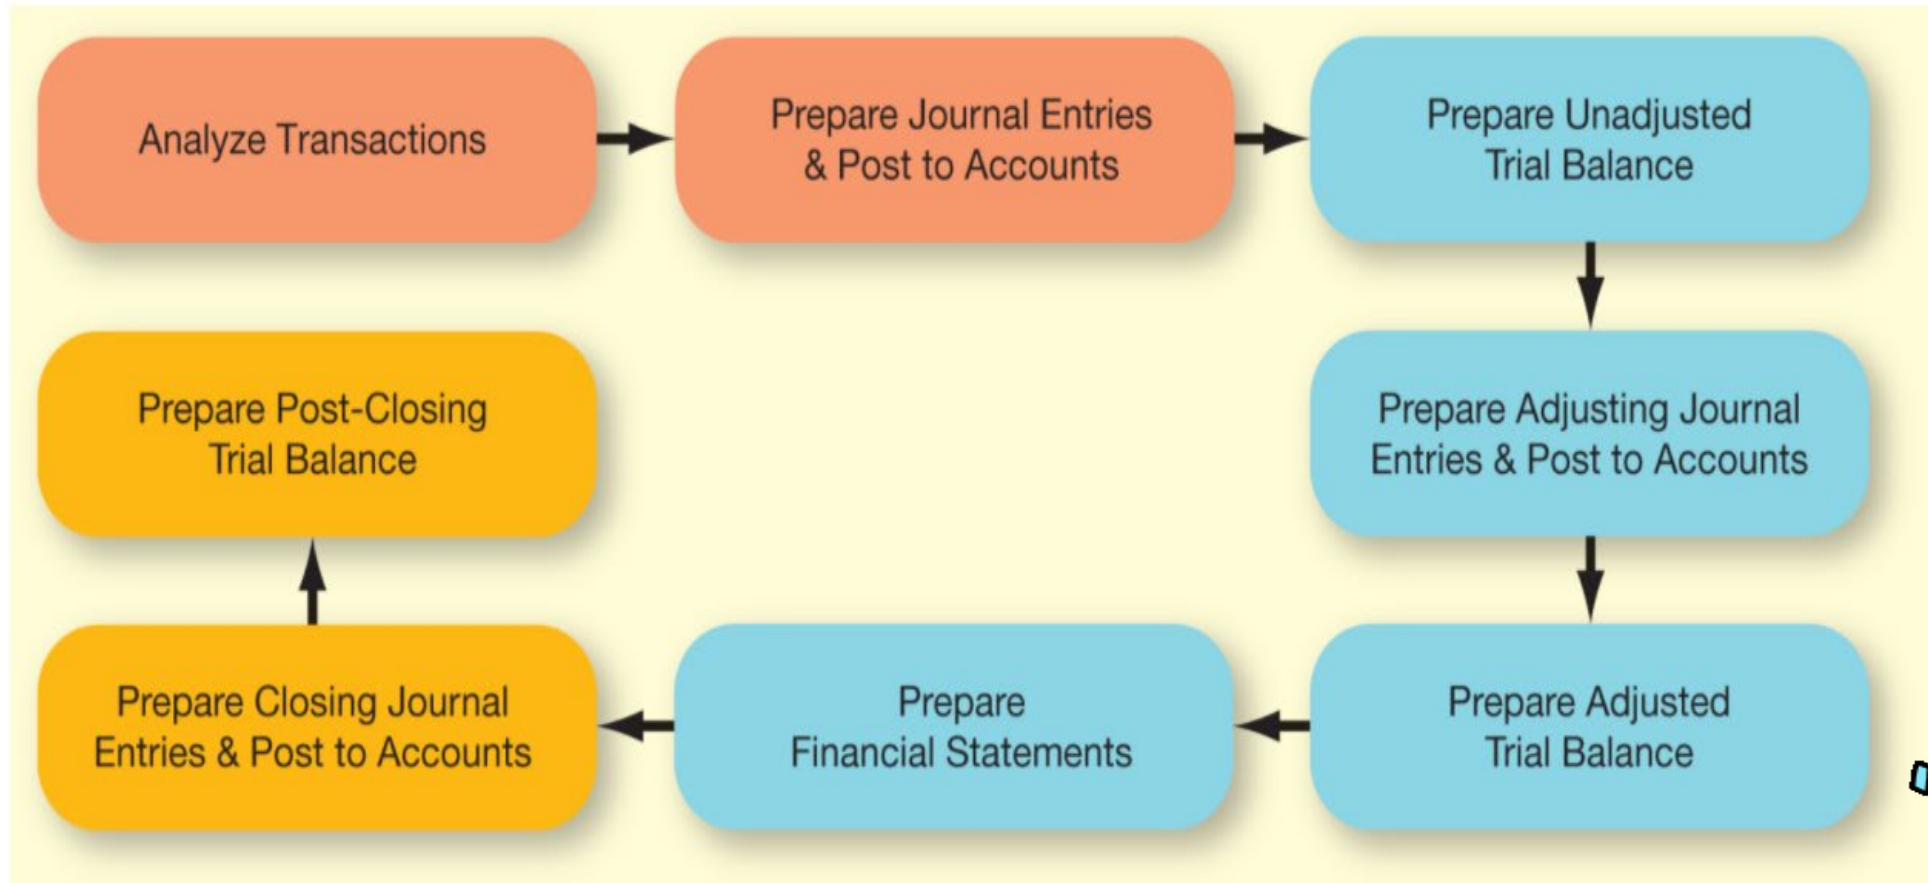 Analyze Transactions
Prepare Journal Entries
& Post to Accounts
Prepare Unadjusted
Trial Balance
Prepare Adjusting Journal
Entries & Post to Accounts
Prepare Adjusted
Trial Balance
Prepare
Financial Statements
Prepare Closing Journal
Entries & Post to Accounts
Prepare Post-Closing
Trial Balance